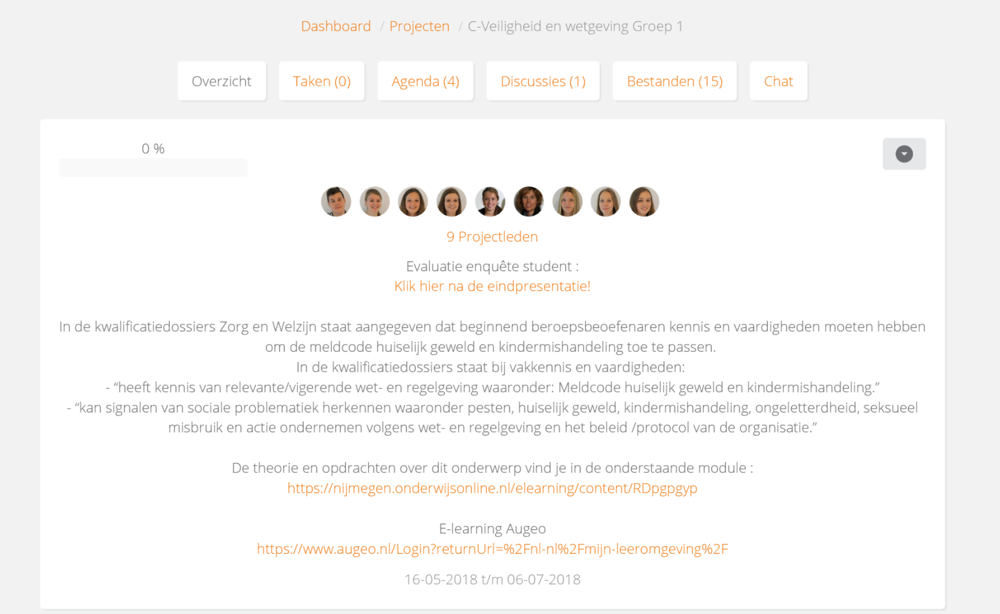 Dashboard / Projecten / C-Veiligheid en wetgeving Groep 1
Overzicht Taken (0) Agenda (4) Discussies (1) Bestanden (15) Chat
0 %
9 Projectleden
Evaluatie enquête student :
Klik hier na de eindpresentatie!
In de kwalificatiedossiers Zorg en Welzijn staat aangegeven dat beginnend beroepsbeoefenaren kennis en vaardigheden moeten hebben
om de meldcode huiselijk geweld en kindermishandeling toe te passen.
In de kwalificatiedossiers staat bij vakkennis en vaardigheden:
- “heeft kennis van relevante/vigerende wet- en regelgeving waaronder: Meldcode huiselijk geweld en kindermishandeling.”
- “kan signalen van sociale problematiek herkennen waaronder pesten, huiselijk geweld, kindermishandeling, ongeletterdheid, seksueel
misbruik en actie ondernemen volgens wet- en regelgeving en het beleid /protocol van de organisatie.”
De theorie en opdrachten over dit onderwerp vind je in de onderstaande module :
https://nijmegen.onderwijsonline.nl/elearning/content/RDpgpgyp
E-learning Augeo
https://www.augeo.nl/Login?returnUrl=%2Fnl-nl%2Fmijn-leeromgeving%2F
16-05-2018 t/m 06-07-2018